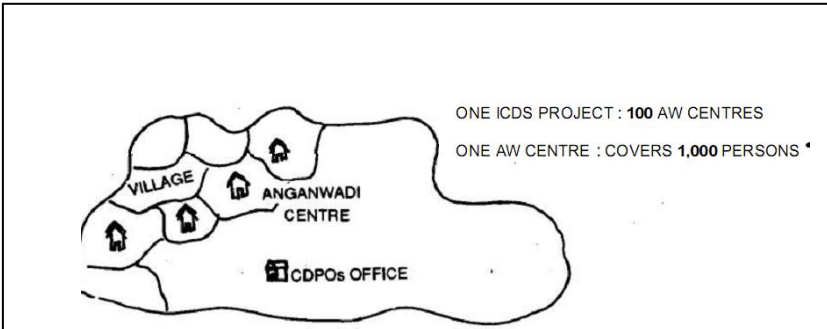 ONE ICDS PROJECT : 100 AW CENTRES
ONE AW CENTRE : COVERS 1,000 PERSONS
VILLAGE
ANGANWADI
CENTRE
CDPOs OFFICE